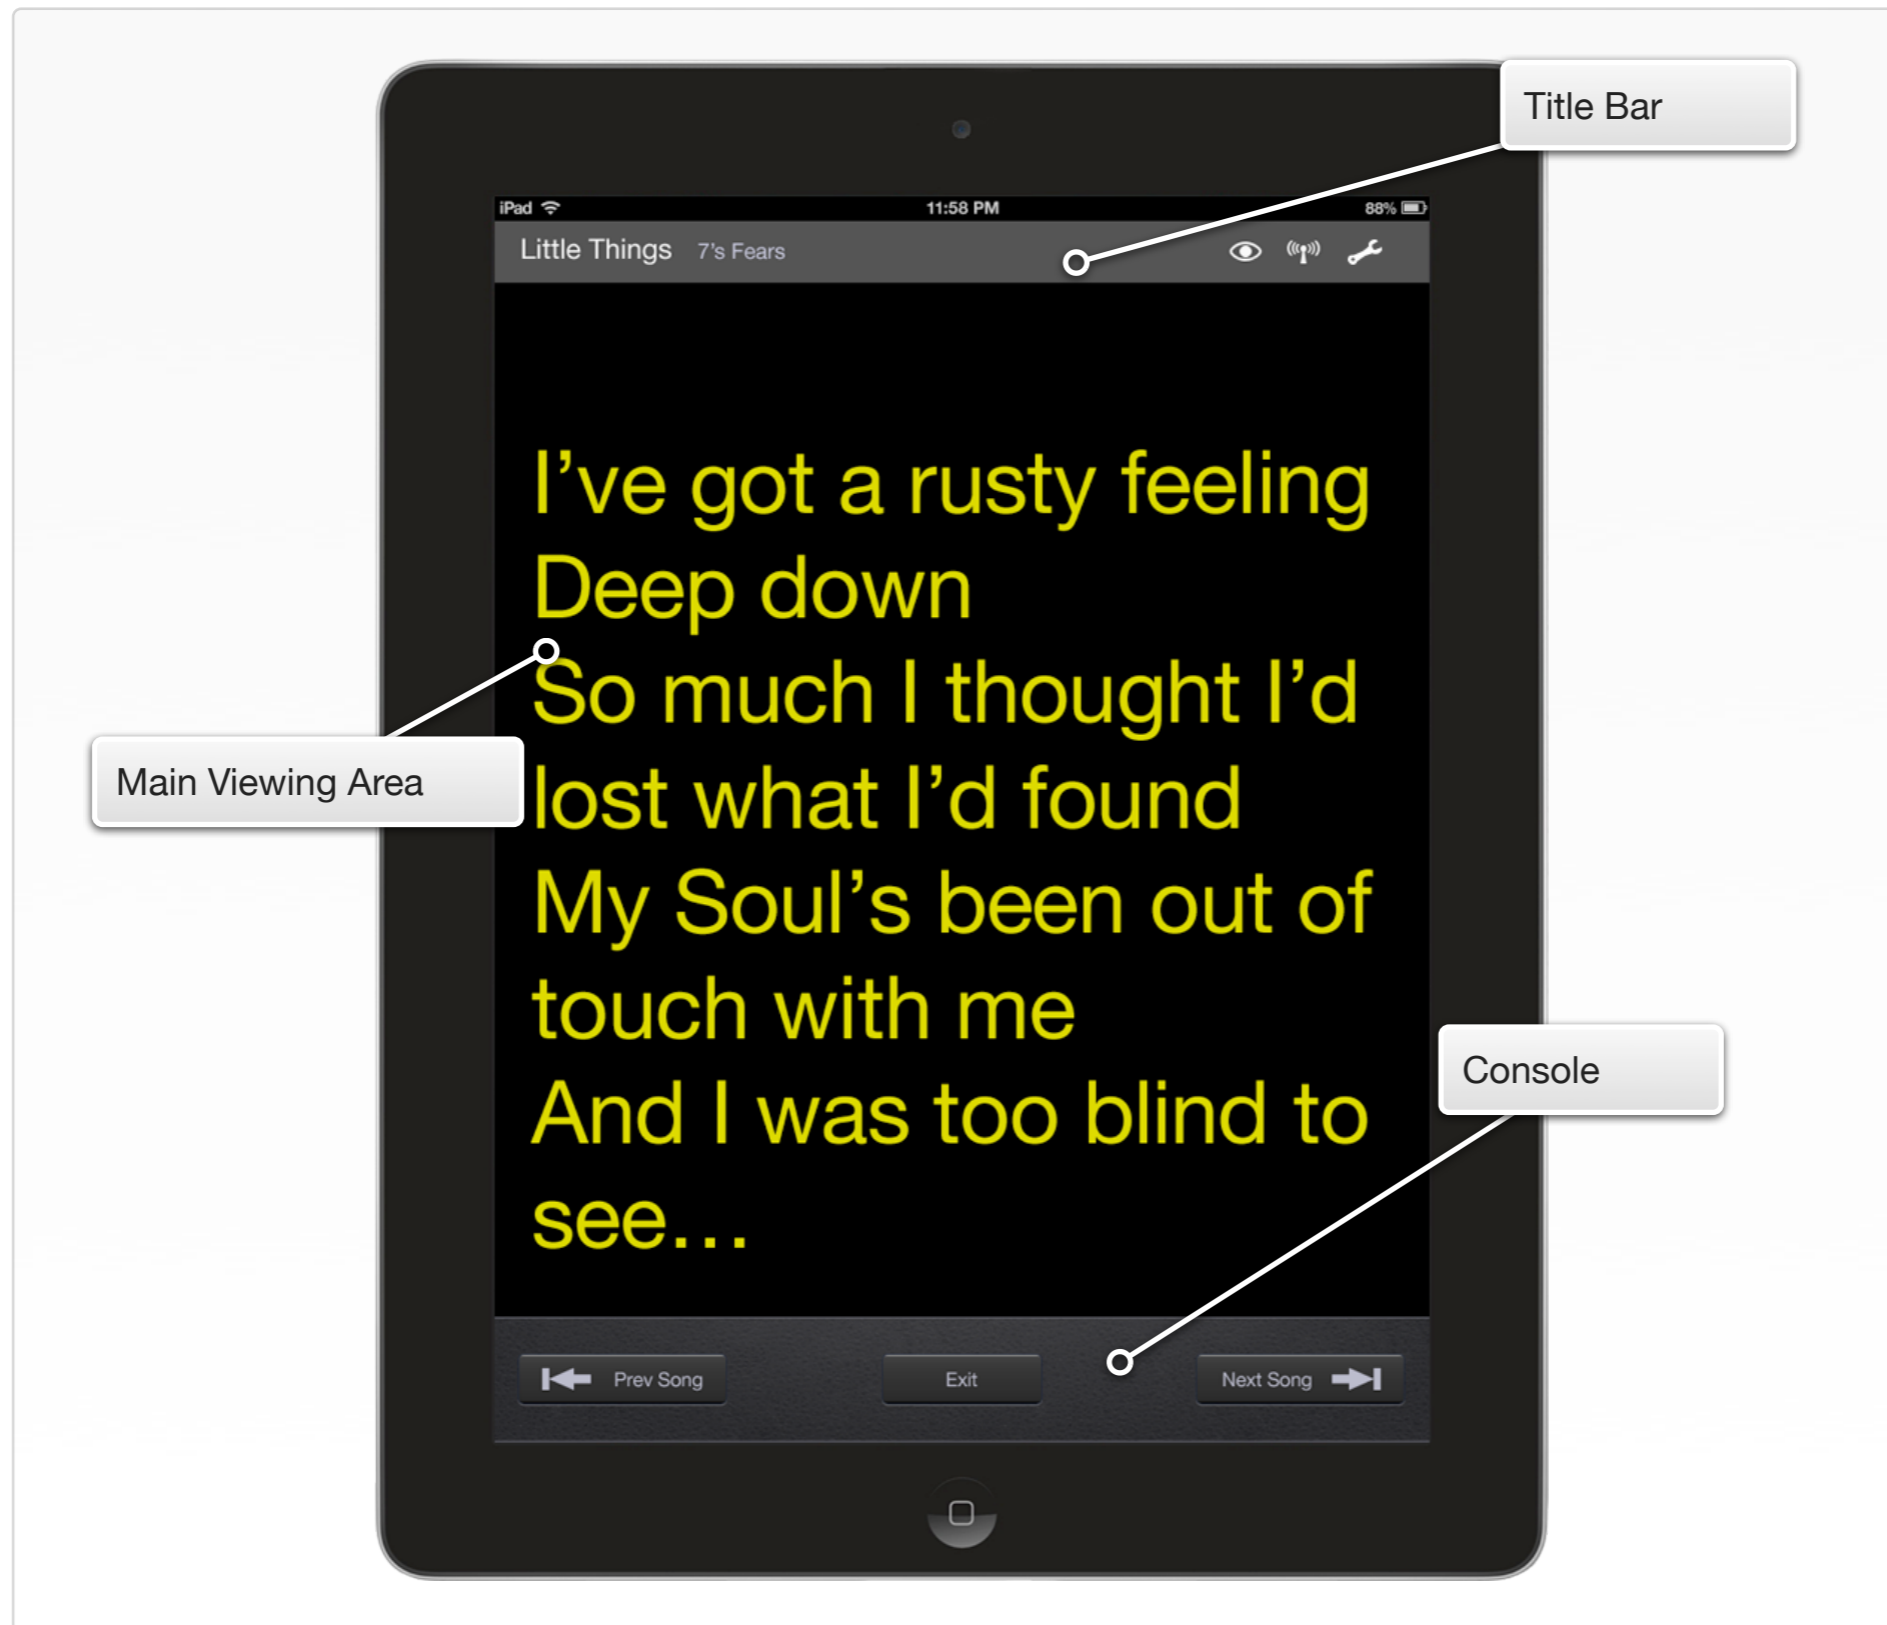 Title Bar
iPad 11:58 PM 88%
Little Things 7’s Fears
I’ve got a rusty feeling
Deep down
So much I thought I’d
lost what I’d found
My Soul’s been out of
touch with me
And I was too blind to
see...
Main Viewing Area
Console
Prev Song Exit Next Song